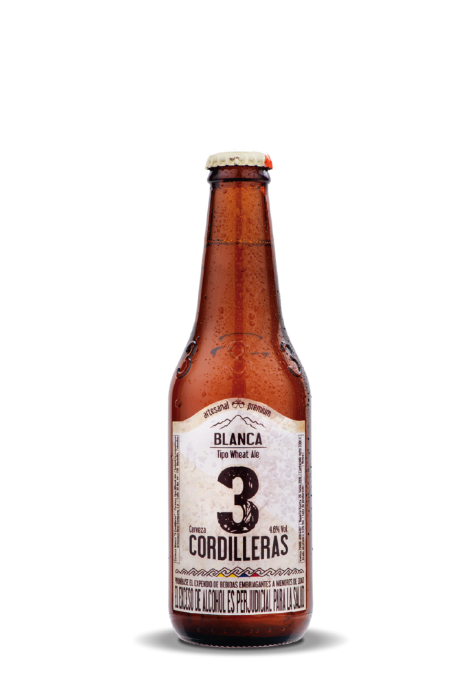 artesanal premium
BLANCA
Tipo Wheat Ale
3
Cerveza 4.6% Vol.
CORDILLERAS
PROHÍBASE EL EXPENDIO DE BEBIDAS EMBRIAGANTES A MENORES DE EDAD
EL EXCESO DE ALCOHOL ES PERJUDICIAL PARA LA SALUD